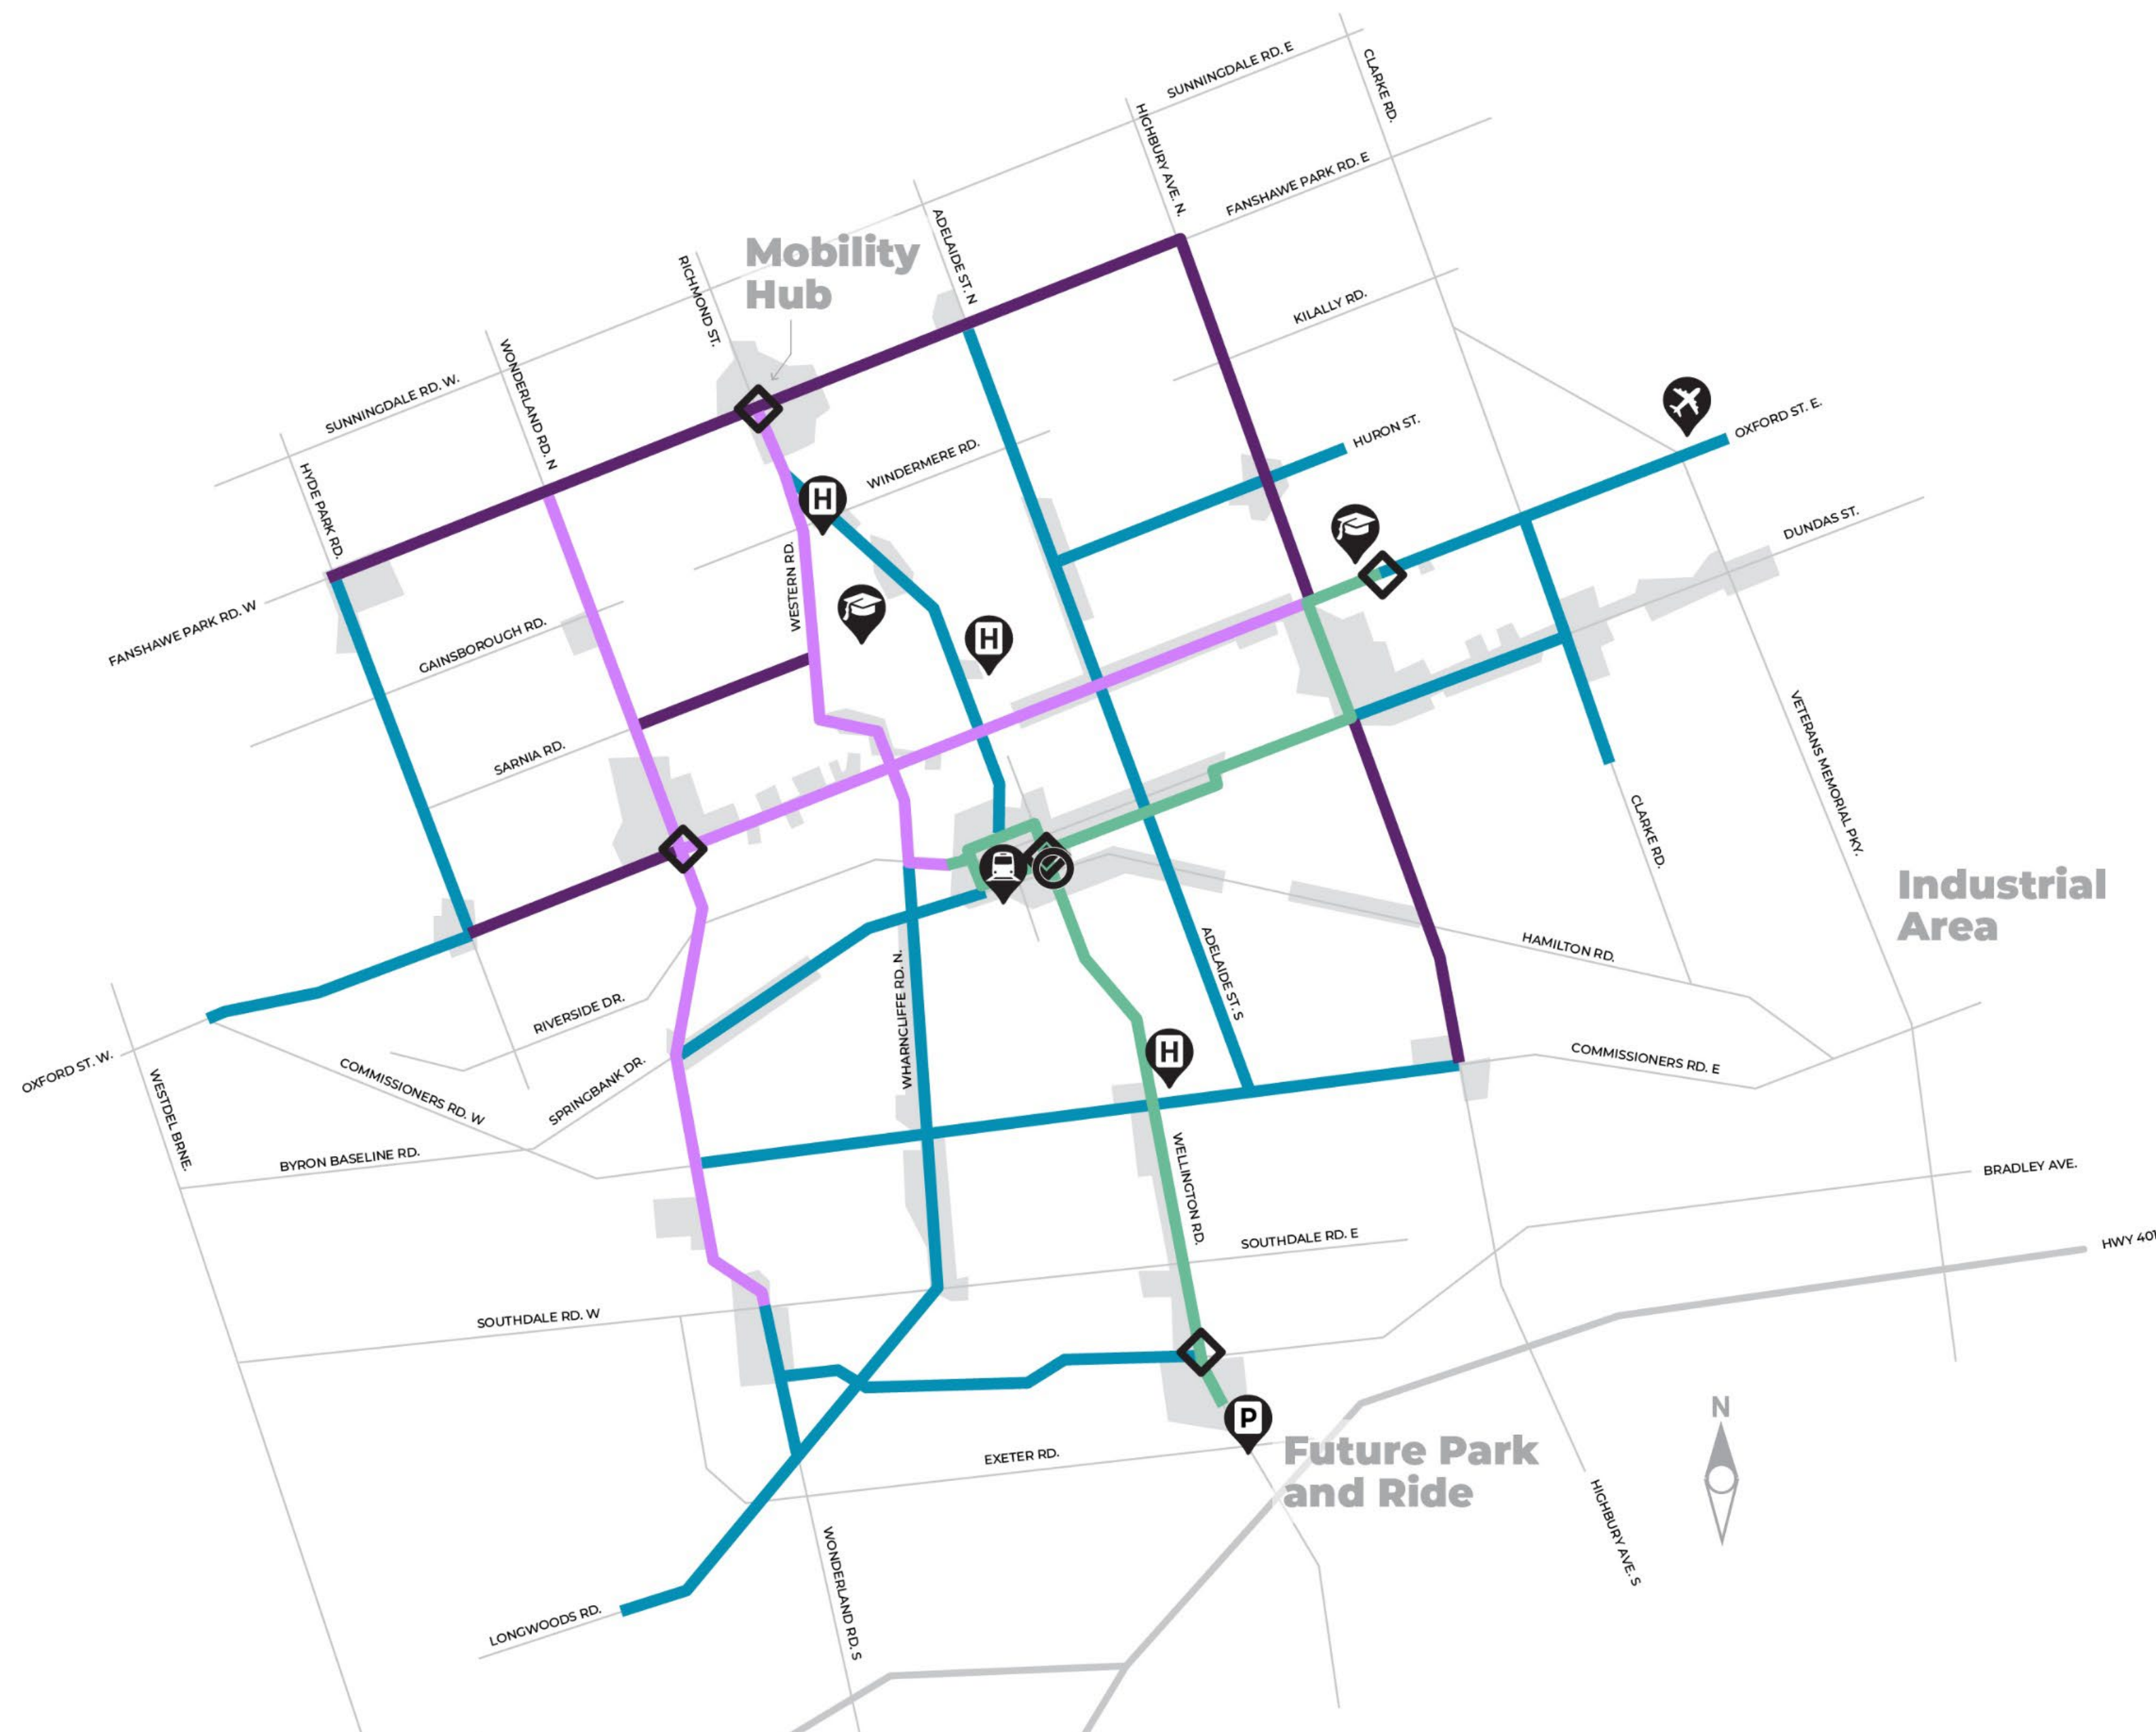 SUNNINGDALE RD. E
CLARKE RD.
HIGHBURY AVE. N.
FANSHAWE PARK RD. E
ADELAIDE ST. N
Mobility
Hub
RICHMOND ST.
KILALLY RD.
WONDERLAND RD. N
SUNNINGDALE RD. W.
HURON ST.
OXFORD ST. E.
WINDERMERE RD.
HYDE PARK RD.
H
DUNDAS ST.
WESTERN RD.
FANSHAWE PARK RD. W
GAINSBOROUGH RD.
H
SARNIA RD.
VETERANS MEMORIAL PKY.
CLARKE RD.
Industrial
Area
HAMILTON RD.
ADELAIDE ST. S
WHARNCLIFFE RD. N.
RIVERSIDE DR.
H
COMMISSIONERS RD. E
OXFORD ST. W.
COMMISSIONERS RD. W
SPRINGBANK DR.
WESTDEL BRNE.
BYRON BASELINE RD.
WELLINGTON RD.
BRADLEY AVE.
SOUTHDALE RD. E
HWY 401
SOUTHDALE RD. W
P
N
Future Park
and Ride
EXETER RD.
HIGHBURY AVE. S
WONDERLAND RD. S
LONGWOODS RD.